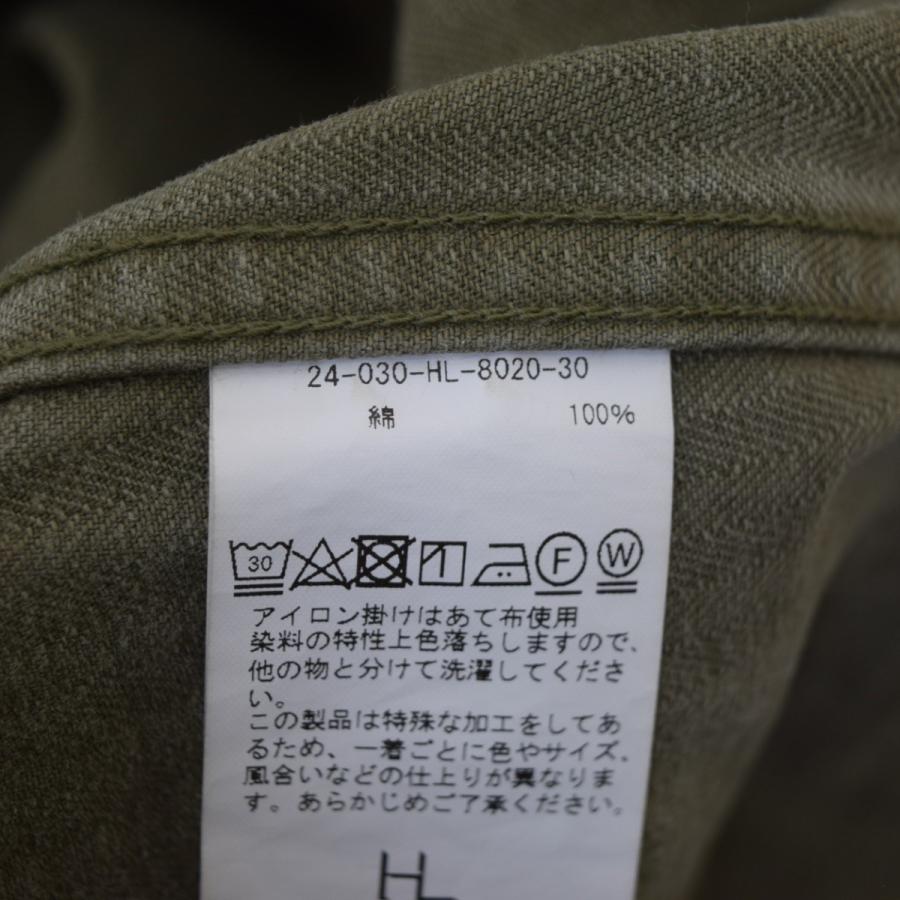 24-030-HL-8020-30
綿 100%
30 F W
アイロン掛けはあて布使用
染料の特性上色落ちしますので、
他の物と分けて洗濯してくださ
い。
この製品は特殊な加工をしてあ
るため、一着ごとに色やサイズ、
風合いなどの仕上りが異なりま
す。あらかじめご了承ください。